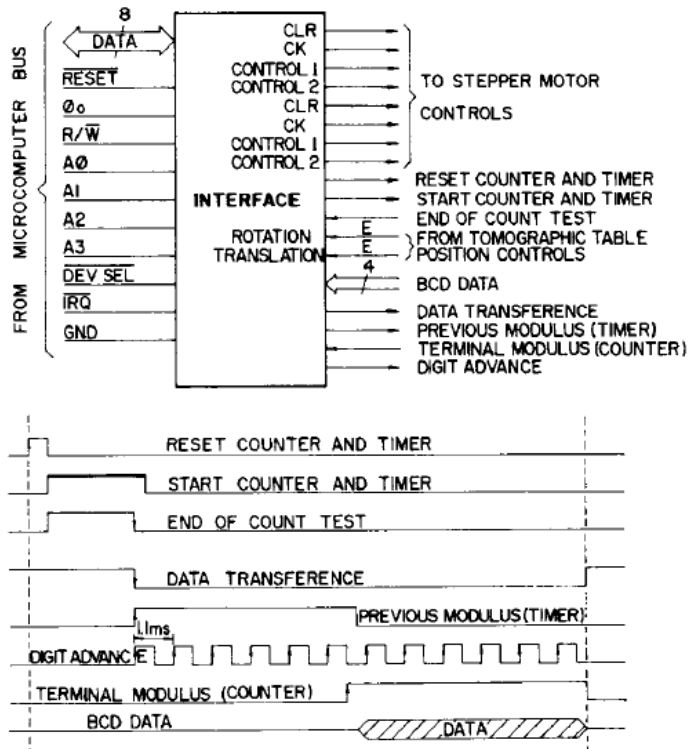 FROM MICROCOMPUTER BUS
8
DATA
RESET
Øo
R/W
AØ
A1
A2
A3
DEV SEL
IRQ
GND
INTERFACE
CLR
CK
CONTROL 1
CONTROL 2
CLR
CK
CONTROL 1
CONTROL 2
ROTATION
TRANSLATION
TO STEPPER MOTOR
CONTROLS
RESET COUNTER AND TIMER
START COUNTER AND TIMER
END OF COUNT TEST
E
FROM TOMOGRAPHIC TABLE
E
POSITION CONTROLS
4
BCD DATA
DATA TRANSFERENCE
PREVIOUS MODULUS (TIMER)
TERMINAL MODULUS (COUNTER)
DIGIT ADVANCE
RESET COUNTER AND TIMER
START COUNTER AND TIMER
END OF COUNT TEST
DATA TRANSFERENCE
PREVIOUS MODULUS (TIMER)
1.1ms
DIGIT ADVANCE
TERMINAL MODULUS (COUNTER)
BCD DATA
DATA